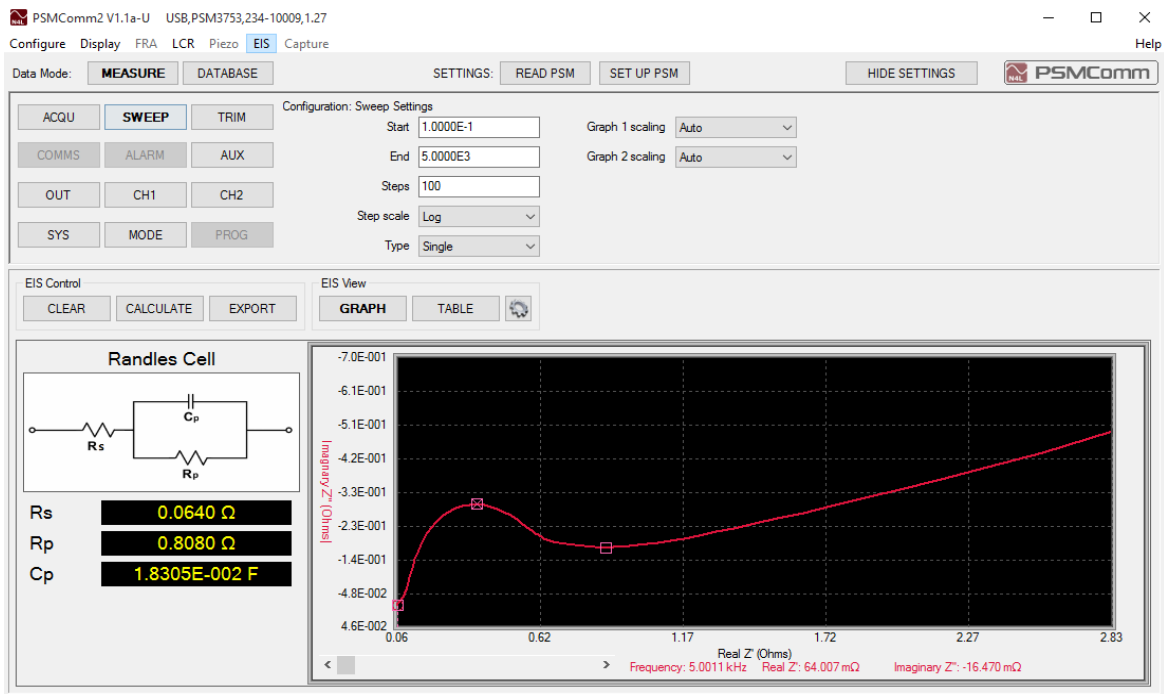 PSMComm2 V1.1a-U USB,PSM3753,234-10009,1.27
Configure Display FRA LCR Piezo EIS Capture Help
Data Mode: MEASURE DATABASE SETTINGS: READ PSM SET UP PSM HIDE SETTINGS N4L PSMComm
ACQU SWEEP TRIM
COMMS ALARM AUX
OUT CH1 CH2
SYS MODE PROG
Configuration: Sweep Settings
Start 1.0000E-1 Graph 1 scaling Auto
End 5.0000E3 Graph 2 scaling Auto
Steps 100
Step scale Log
Type Single
EIS Control
CLEAR CALCULATE EXPORT
EIS View
GRAPH TABLE
Randles Cell
Cp
Rs
Rp
Rs 0.0640 Ω
Rp 0.8080 Ω
Cp 1.8305E-002 F
Imagnary Z'' (Ohms)
-7.0E-001
-6.1E-001
-5.1E-001
-4.2E-001
-3.3E-001
-2.3E-001
-1.4E-001
-4.8E-002
4.6E-002
0.06 0.62 1.17 1.72 2.27 2.83
Real Z' (Ohms)
Frequency: 5.0011 kHz Real Z': 64.007 mΩ Imaginary Z'': -16.470 mΩ